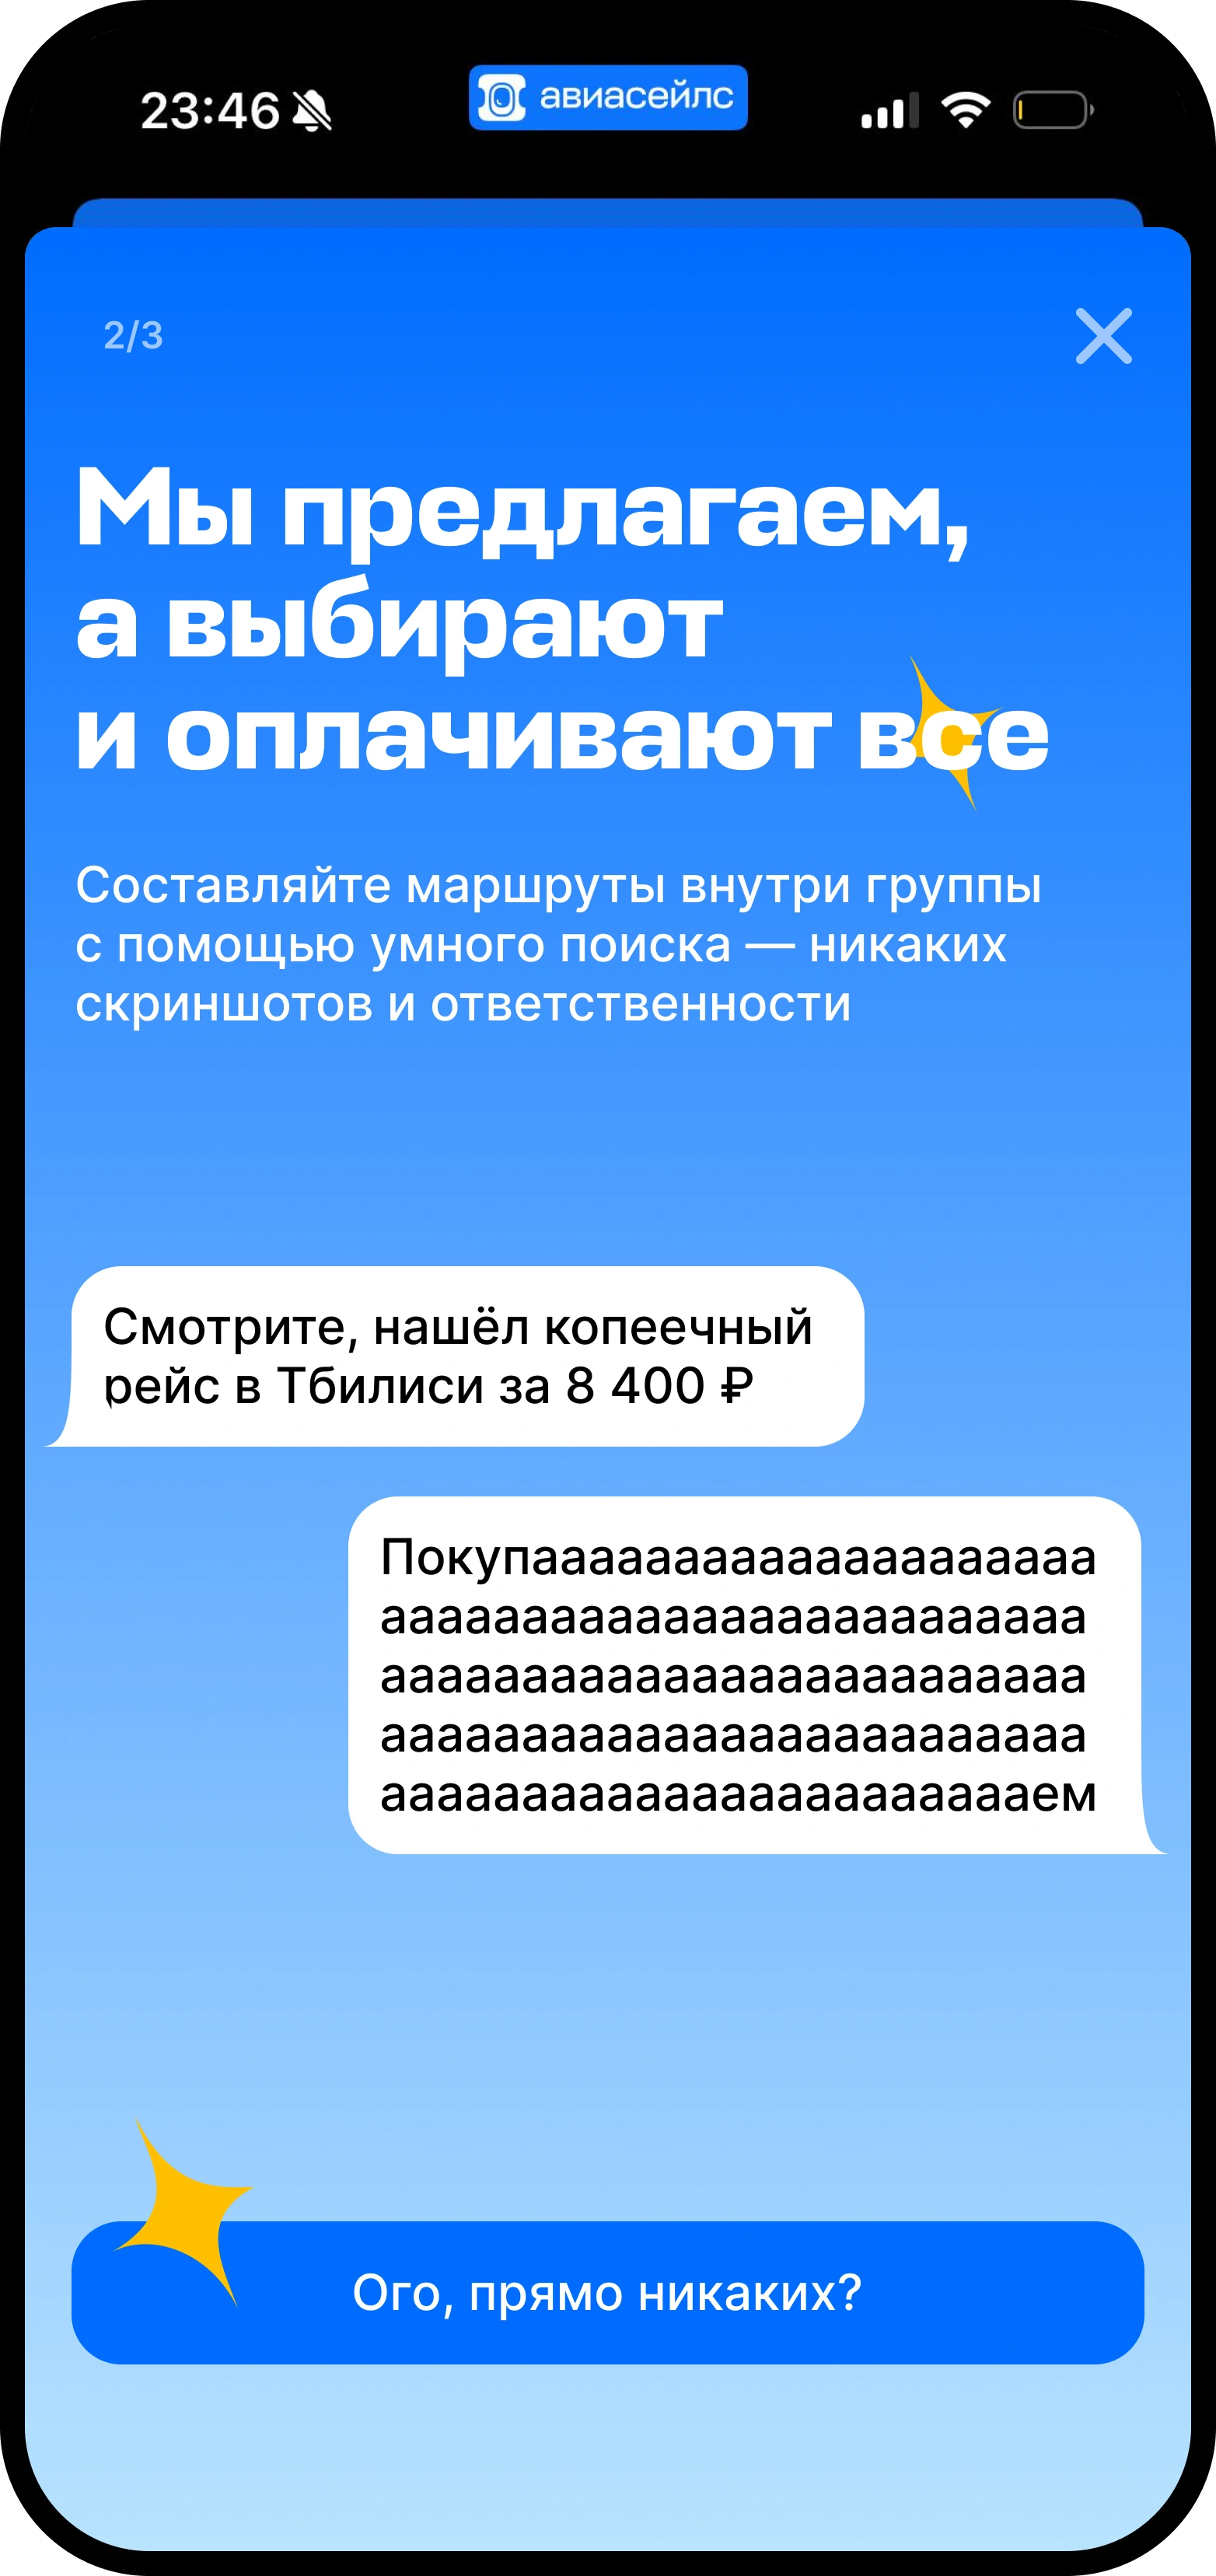 23:46
авиасейлс
2/3
Мы предлагаем,
а выбирают
и оплачивают все
Составляйте маршруты внутри группы
с помощью умного поиска — никаких
скриншотов и ответственности
Смотрите, нашёл копеечный
рейс в Тбилиси за 8 400 ₽
Покупаааааааааааааааааааа
ааааааааааааааааааааааааа
ааааааааааааааааааааааааа
ааааааааааааааааааааааааа
аааааааааааааааааааааааем
Ого, прямо никаких?